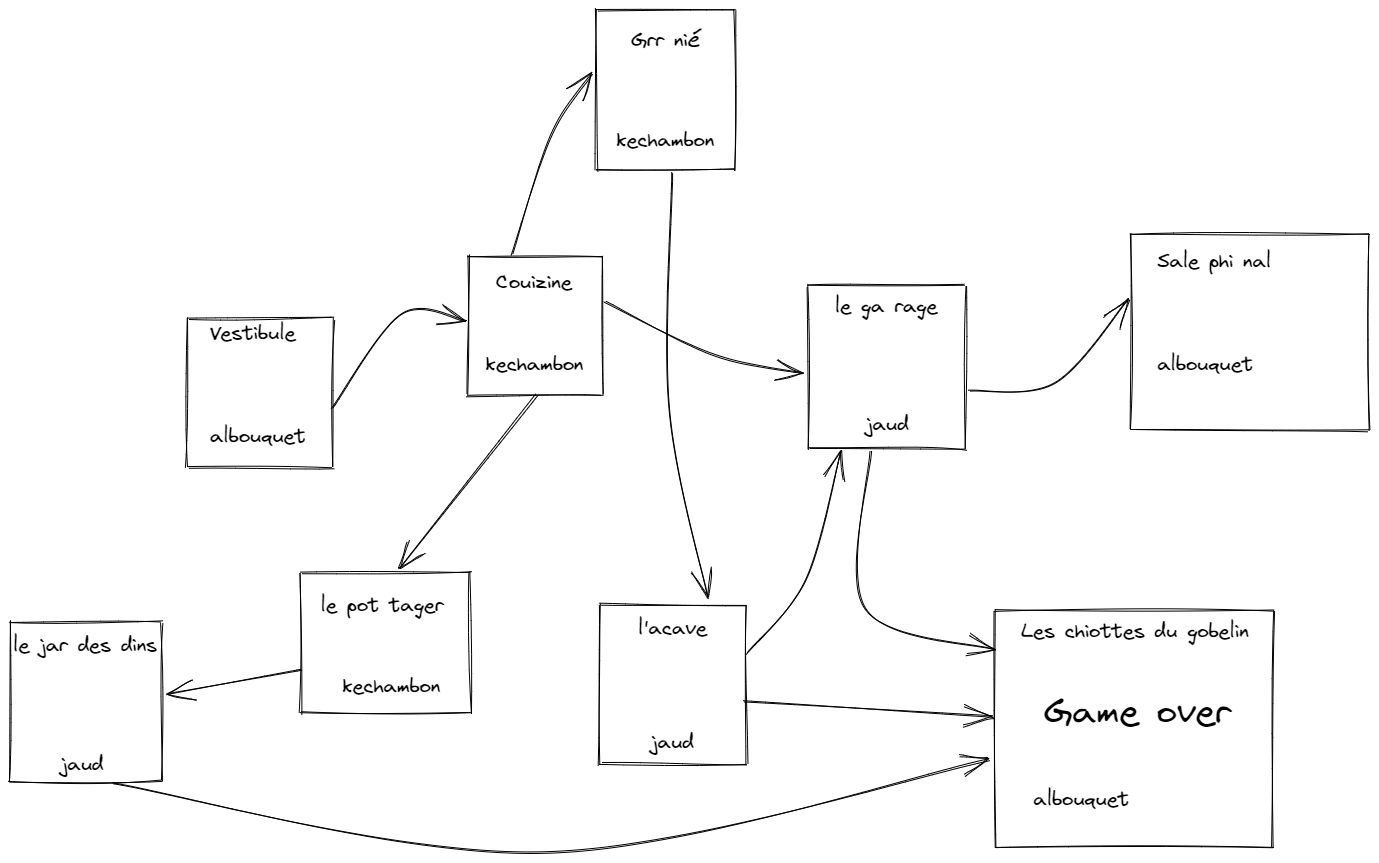 Grr nié
kechambon
Couizine
kechambon
Vestibule
albouquet
le ga rage
jaud
Sale phi nal
albouquet
le pot tager
kechambon
le jar des dins
jaud
l'acave
jaud
Les chiottes du gobelin
Game over
albouquet